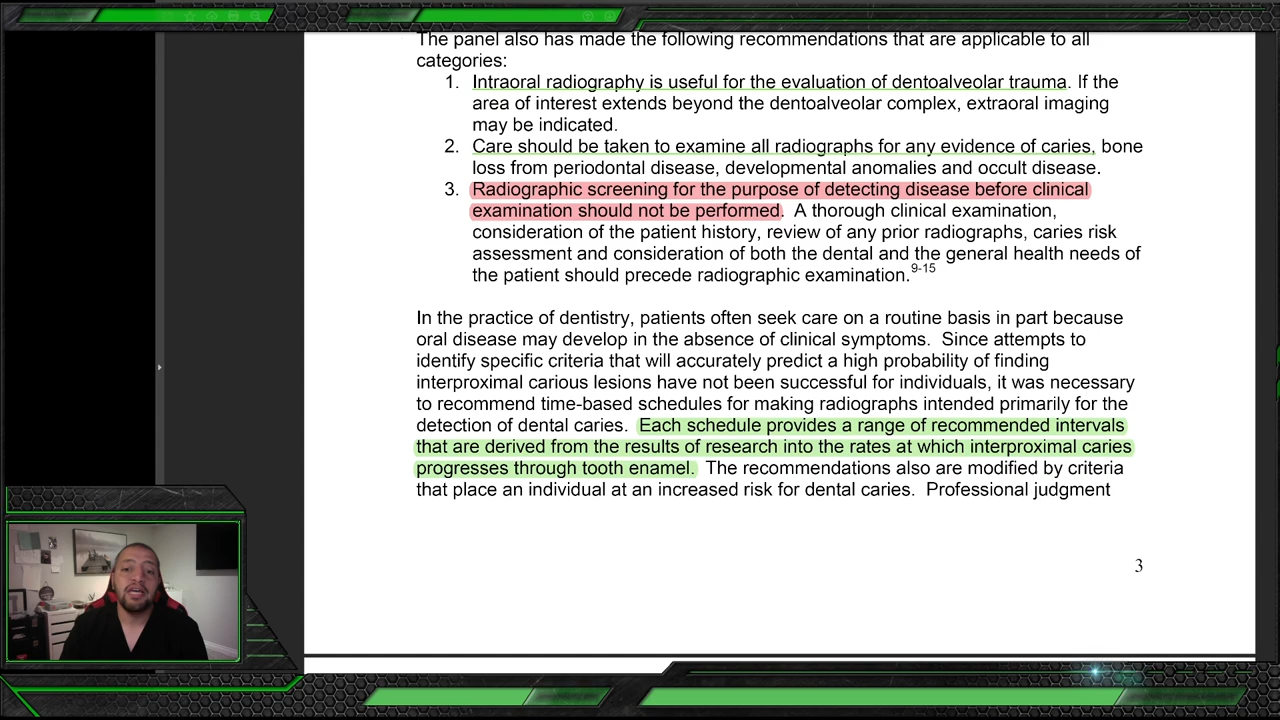 The panel also has made the following recommendations that are applicable to all
categories:
1. Intraoral radiography is useful for the evaluation of dentoalveolar trauma. If the
area of interest extends beyond the dentoalveolar complex, extraoral imaging
may be indicated.
2. Care should be taken to examine all radiographs for any evidence of caries, bone
loss from periodontal disease, developmental anomalies and occult disease.
3. Radiographic screening for the purpose of detecting disease before clinical
examination should not be performed. A thorough clinical examination,
consideration of the patient history, review of any prior radiographs, caries risk
assessment and consideration of both the dental and the general health needs of
the patient should precede radiographic examination.9-15
In the practice of dentistry, patients often seek care on a routine basis in part because
oral disease may develop in the absence of clinical symptoms. Since attempts to
identify specific criteria that will accurately predict a high probability of finding
interproximal carious lesions have not been successful for individuals, it was necessary
to recommend time-based schedules for making radiographs intended primarily for the
detection of dental caries. Each schedule provides a range of recommended intervals
that are derived from the results of research into the rates at which interproximal caries
progresses through tooth enamel. The recommendations also are modified by criteria
that place an individual at an increased risk for dental caries. Professional judgment
3